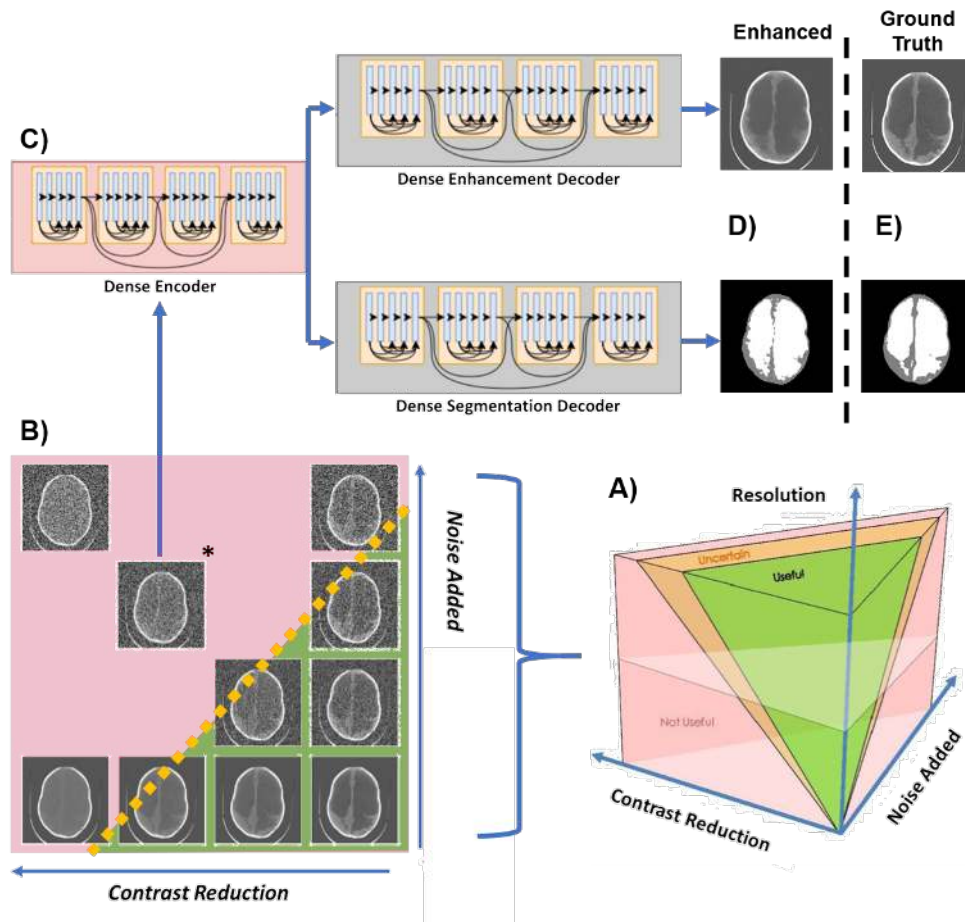 Enhanced
Ground
Truth
C)
Dense Enhancement Decoder
Dense Encoder
D)
E)
Dense Segmentation Decoder
B)
*
Noise Added
Contrast Reduction
A)
Resolution
Uncertain
Useful
Not Useful
Contrast Reduction
Noise Added